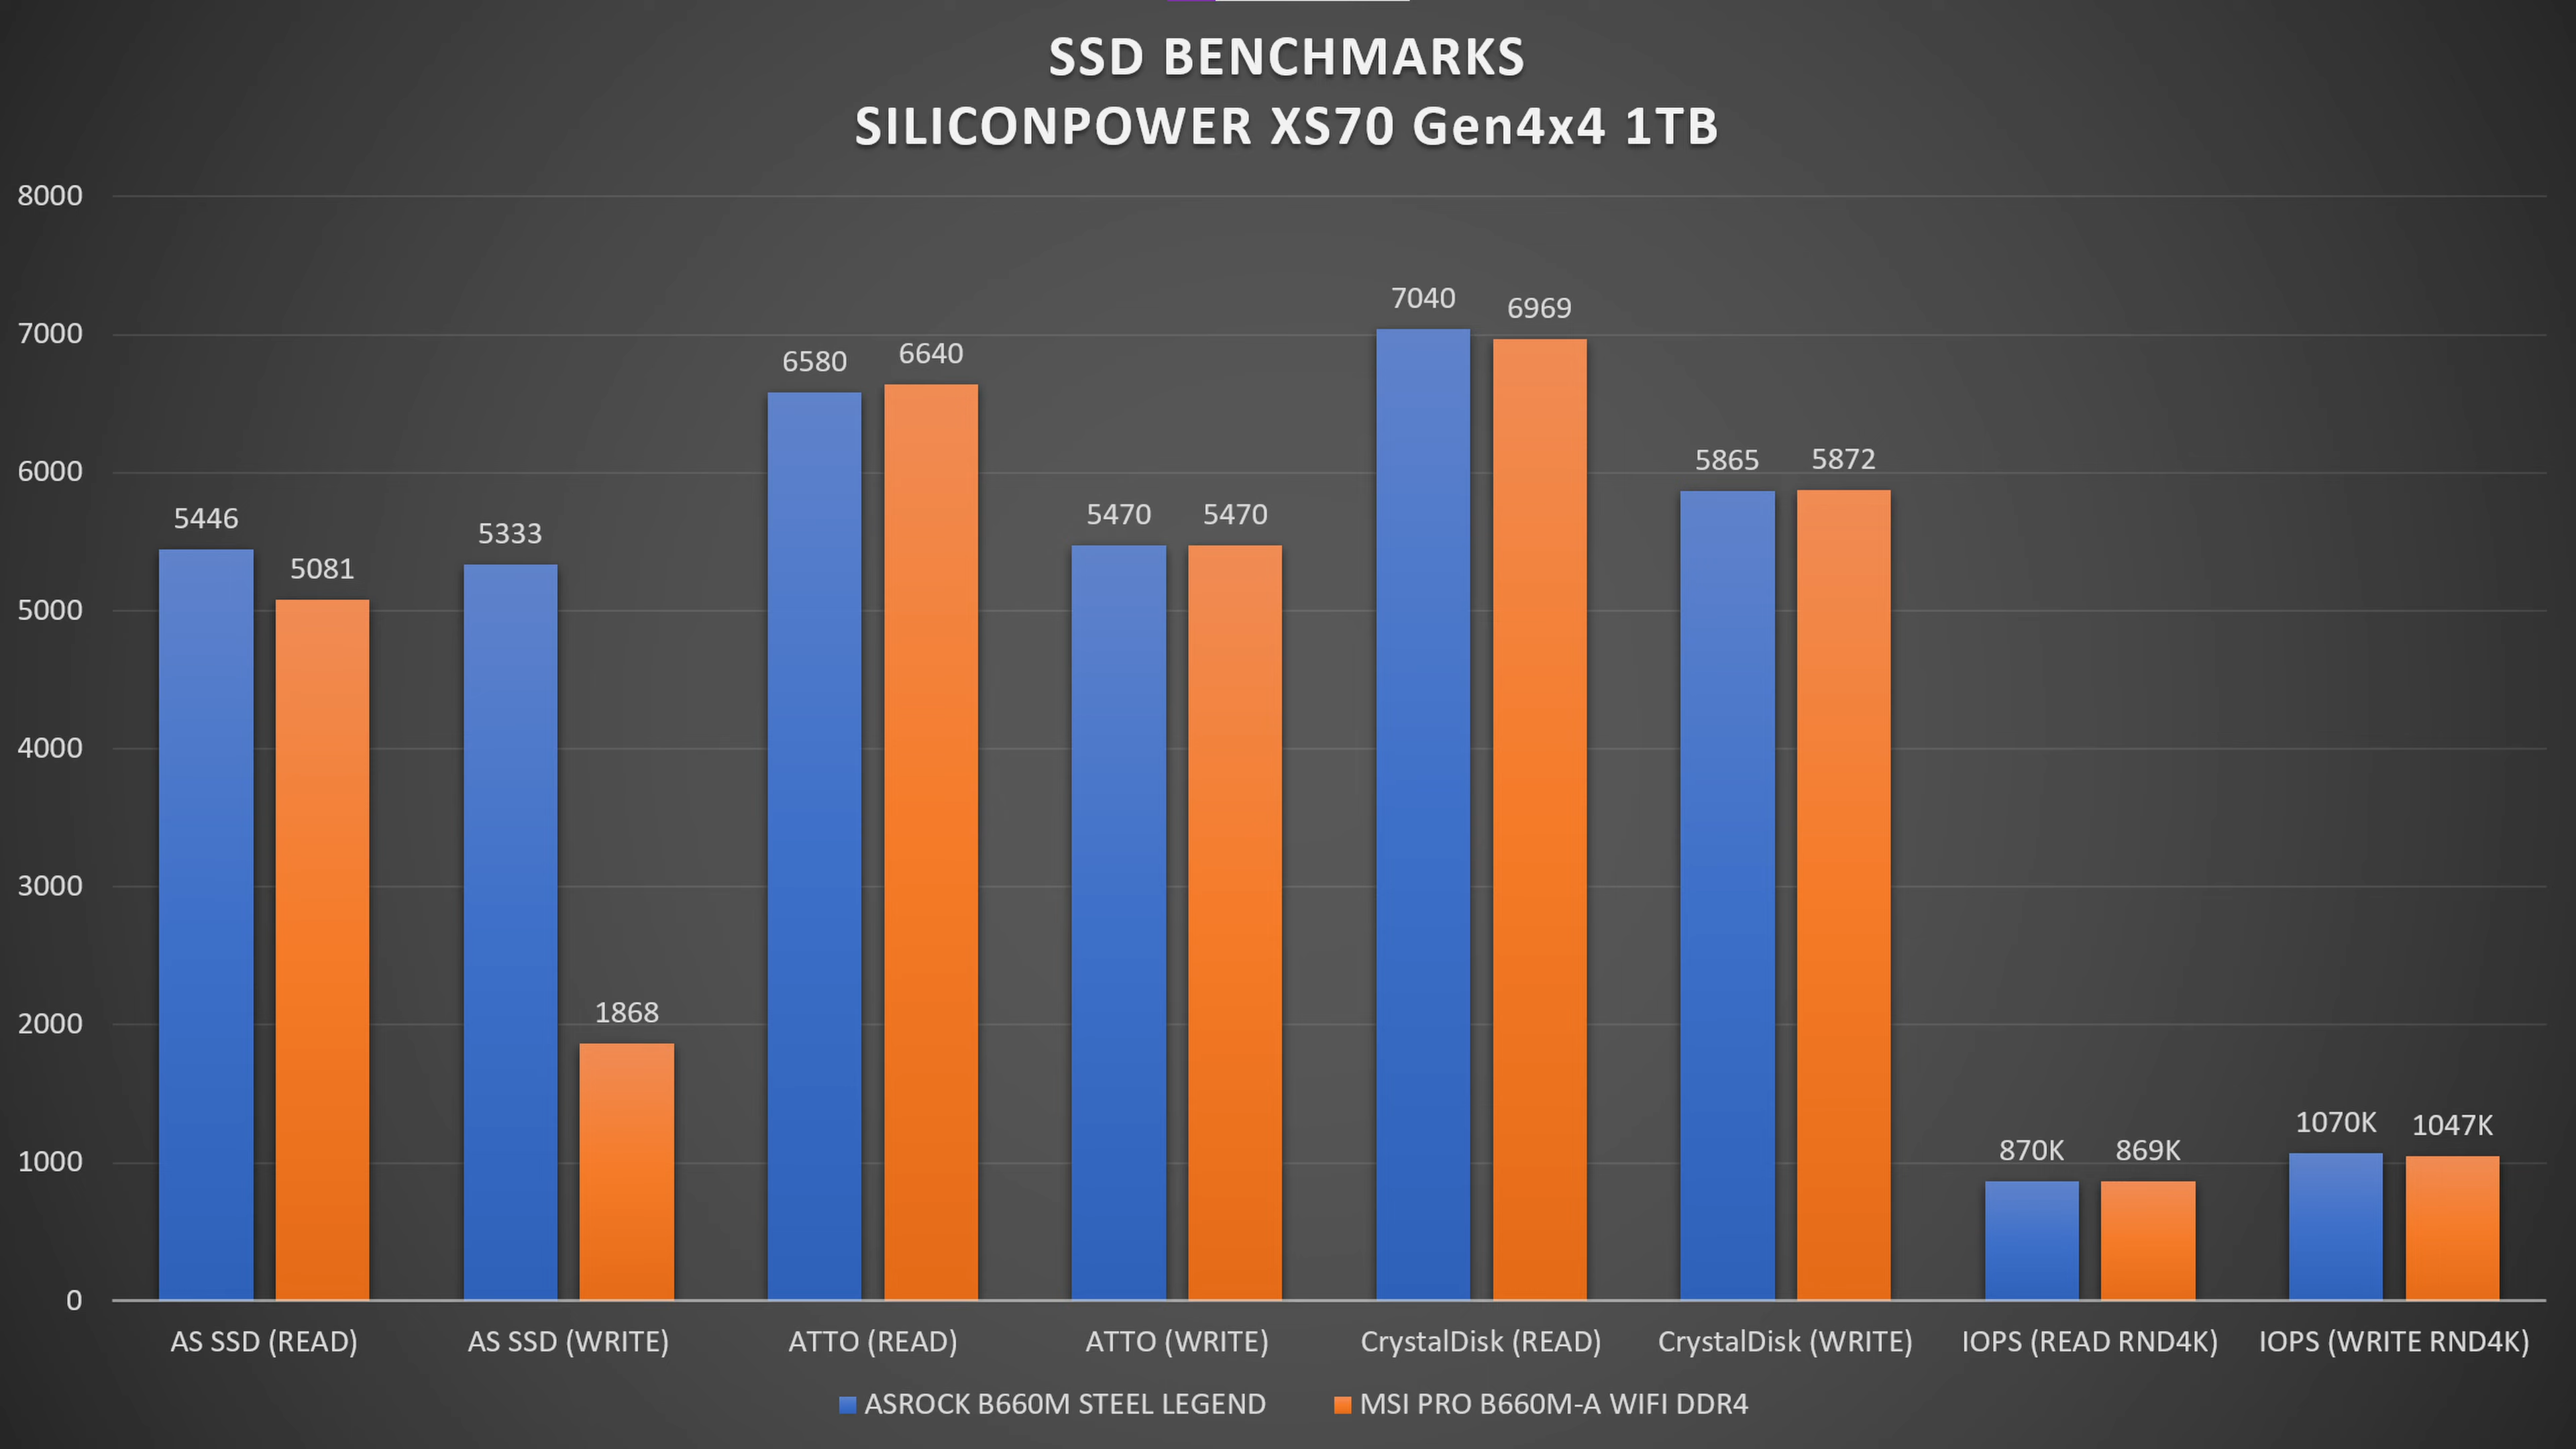 SSD BENCHMARKS
SILICONPOWER XS70 Gen4x4 1TB
8000
7000
6000
5000
4000
3000
2000
1000
0
5446
5081
5333
1868
6580
6640
5470
5470
7040
6969
5865
5872
870K
869K
1070K
1047K
AS SSD (READ)
AS SSD (WRITE)
ATTO (READ)
ATTO (WRITE)
CrystalDisk (READ)
CrystalDisk (WRITE)
IOPS (READ RND4K)
IOPS (WRITE RND4K)
ASROCK B660M STEEL LEGEND
MSI PRO B660M-A WIFI DDR4